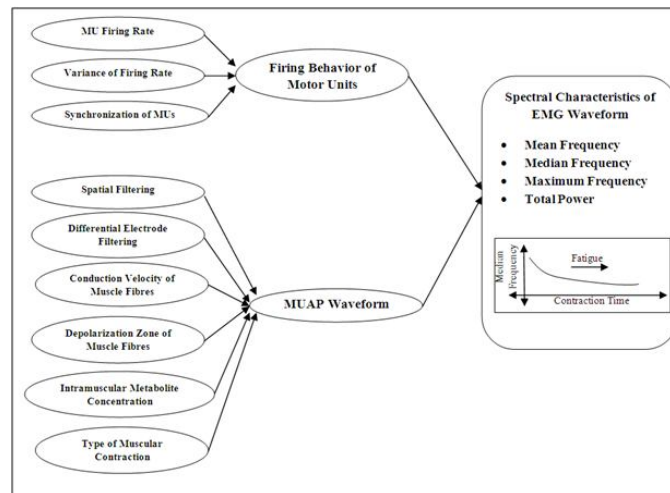 MU Firing Rate
Variance of Firing Rate
Synchronization of MUs
Firing Behavior of
Motor Units
Spatial Filtering
Differential Electrode
Filtering
Conduction Velocity of
Muscle Fibres
Depolarization Zone of
Muscle Fibres
Intramuscular Metabolite
Concentration
Type of Muscular
Contraction
MUAP Waveform
Spectral Characteristics of
EMG Waveform
• Mean Frequency
• Median Frequency
• Maximum Frequency
• Total Power
Median
Frequency
Fatigue
Contraction Time